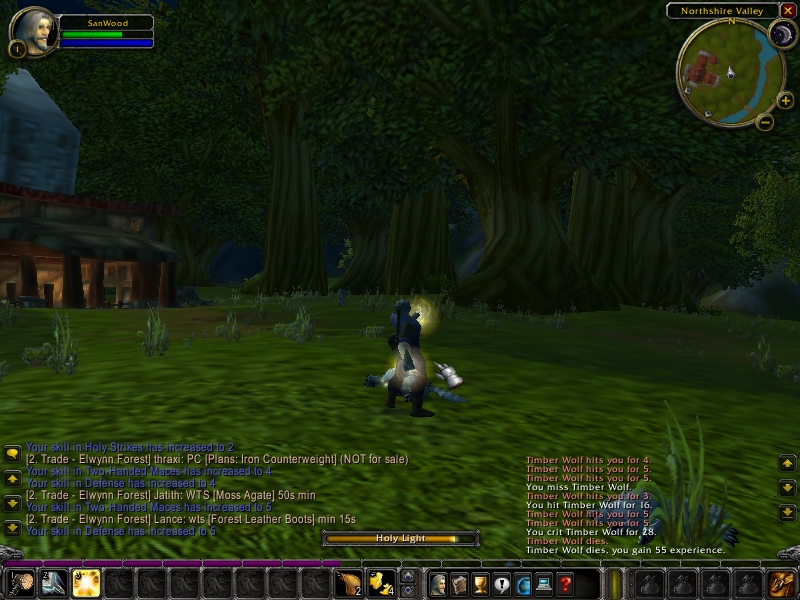 SanWood
1
Northshire Valley
N
Your skill in Holy Strikes has increased to 2
[2. Trade - Elwynn Forest] thraxi: PC [Plans: Iron Counterweight] (NOT for sale)
Your skill in Two-Handed Maces has increased to 4
Your skill in Defense has increased to 4
[2. Trade - Elwynn Forest] Jatith: WTS [Moss Agate] 50s min
Your skill in Two-Handed Maces has increased to 5
[2. Trade - Elwynn Forest] Lance: wts [Forest Leather Boots] min 15s
Your skill in Defense has increased to 5
Timber Wolf hits you for 4.
Timber Wolf hits you for 5.
Timber Wolf hits you for 5.
You miss Timber Wolf.
Timber Wolf hits you for 3.
You hit Timber Wolf for 16.
Timber Wolf hits you for 5.
Timber Wolf hits you for 5.
You crit Timber Wolf for 28.
Timber Wolf dies.
Timber Wolf dies, you gain 55 experience.
Holy Light
2
3
2
4